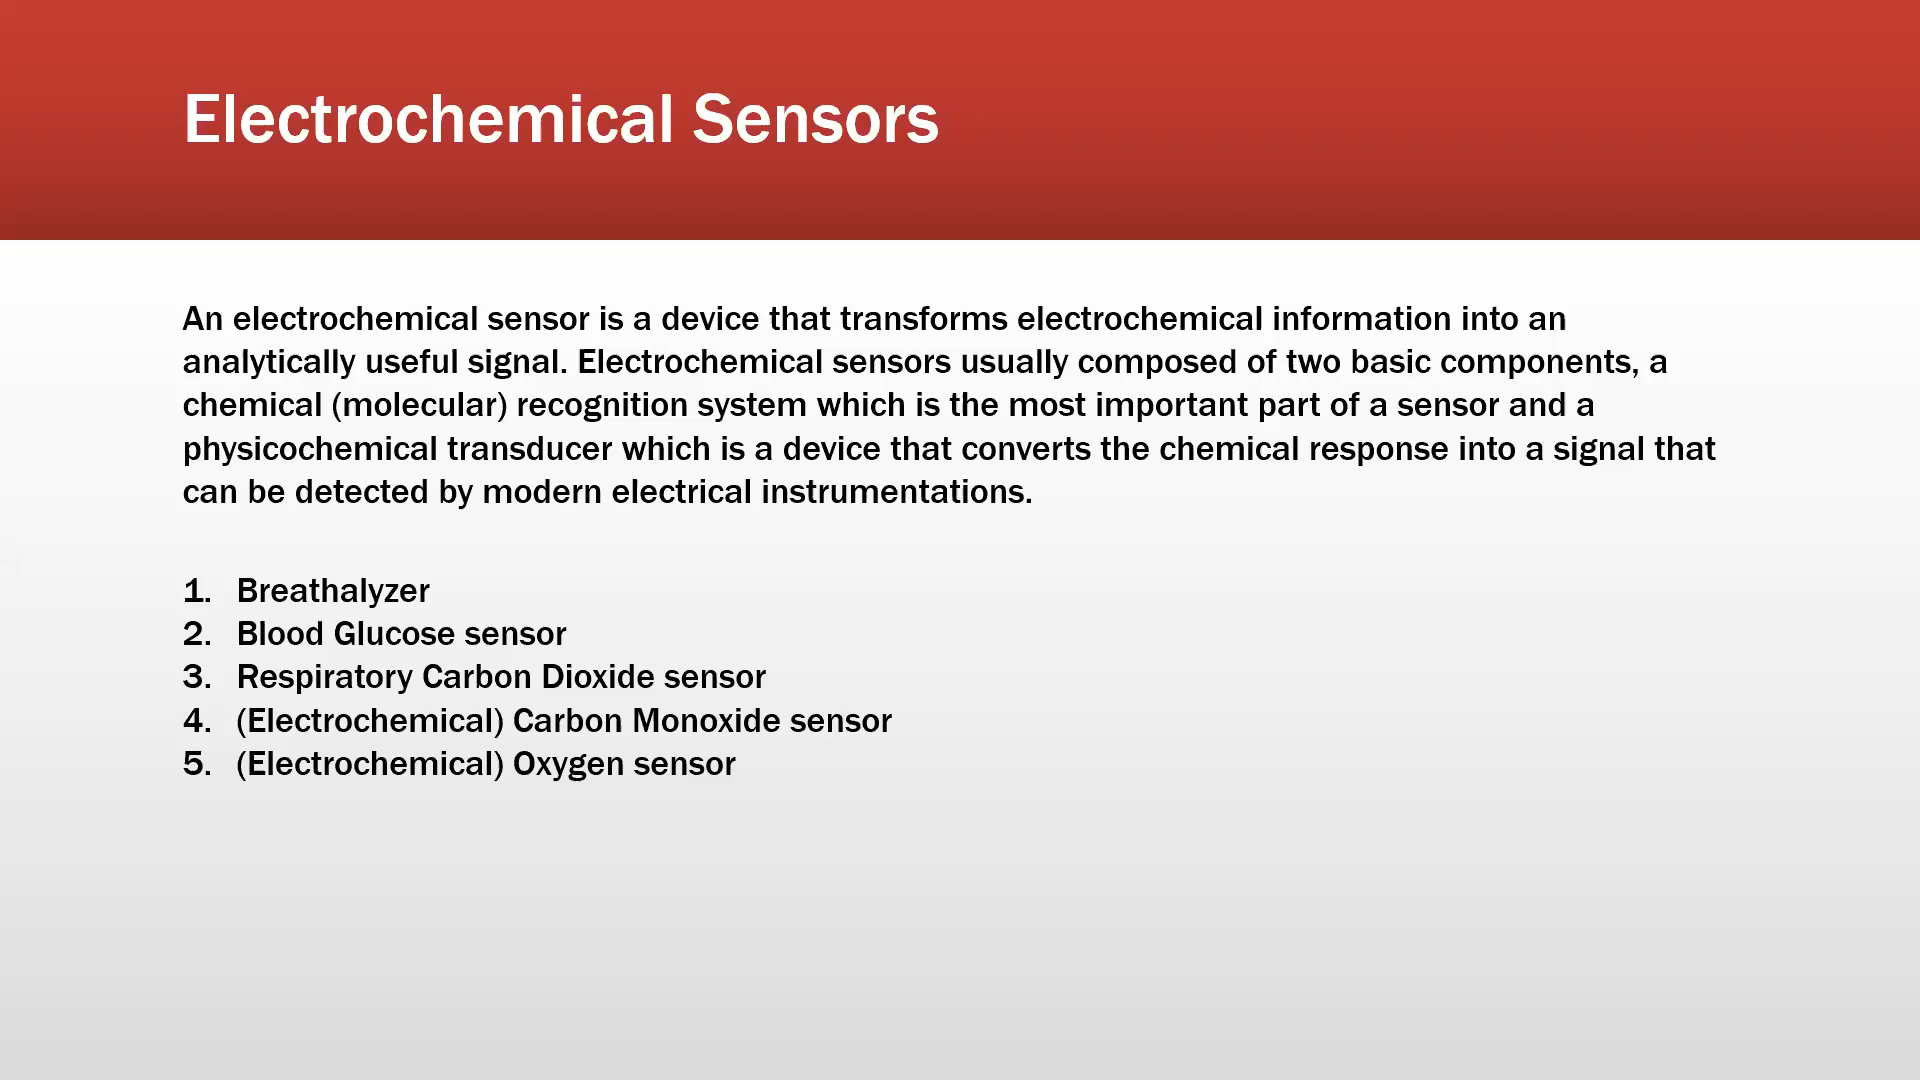 Electrochemical Sensors
An electrochemical sensor is a device that transforms electrochemical information into an
analytically useful signal. Electrochemical sensors usually composed of two basic components, a
chemical (molecular) recognition system which is the most important part of a sensor and a
physicochemical transducer which is a device that converts the chemical response into a signal that
can be detected by modern electrical instrumentations.
1. Breathalyzer
2. Blood Glucose sensor
3. Respiratory Carbon Dioxide sensor
4. (Electrochemical) Carbon Monoxide sensor
5. (Electrochemical) Oxygen sensor